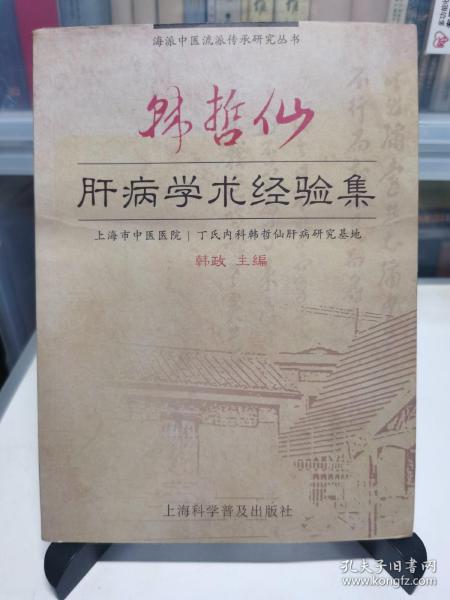 海派中医流派传承研究丛书
韩哲仙
肝病学术经验集
上海市中医医院 | 丁氏内科韩哲仙肝病研究基地
韩政 主编
上海科学普及出版社
孔夫子旧书网
www.kongfz.com